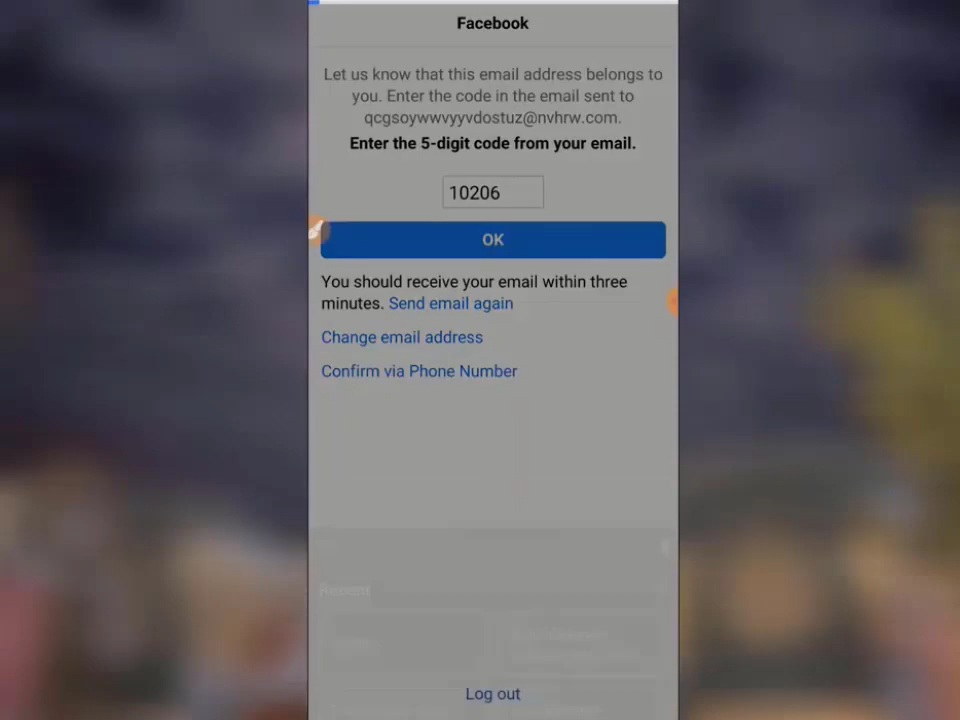 Facebook
Let us know that this email address belongs to
you. Enter the code in the email sent to
qcgsoywwvyyvdostuz@nvhrw.com.
Enter the 5-digit code from your email.
10206
OK
You should receive your email within three
minutes. Send email again
Change email address
Confirm via Phone Number
Recent
Log out